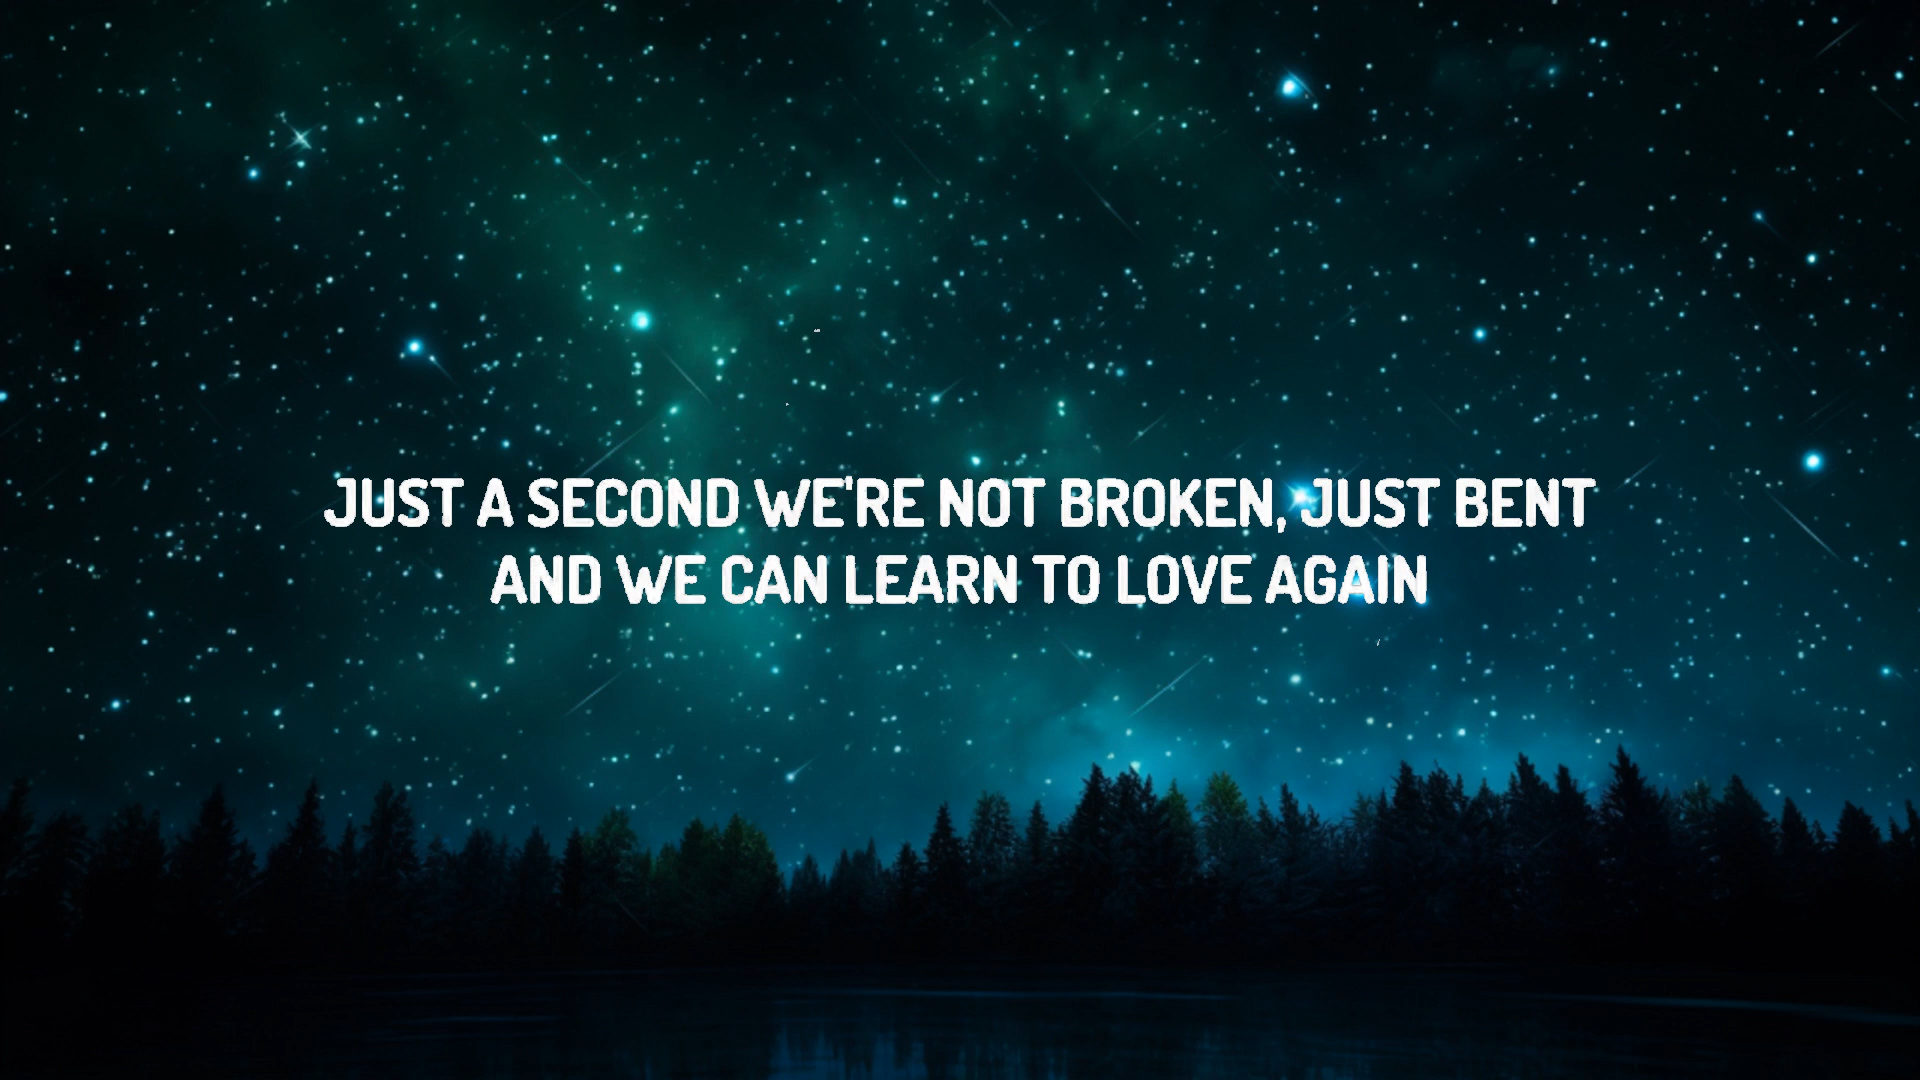 JUST A SECOND WE'RE NOT BROKEN, JUST BENT
AND WE CAN LEARN TO LOVE AGAIN